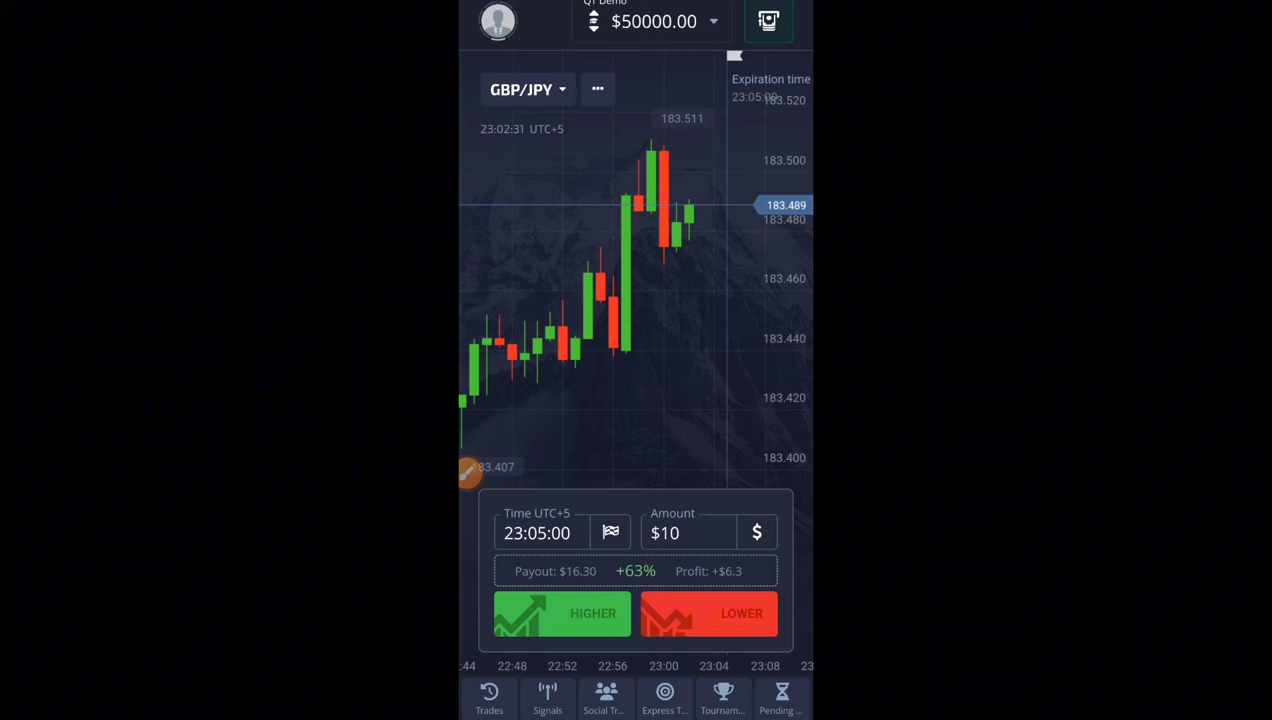 QT Demo
$50000.00
GBP/JPY
•••
Expiration time
23:05:00
183.520
23:02:31 UTC+5
183.511
183.500
183.489
183.480
183.460
183.440
183.420
183.400
183.407
Time UTC+5
23:05:00
Amount
$10
$
Payout: $16.30
+63%
Profit: +$6.3
HIGHER
LOWER
:44
22:48
22:52
22:56
23:00
23:04
23:08
23
Trades
Signals
Social Tr...
Express T...
Tournam...
Pending ...